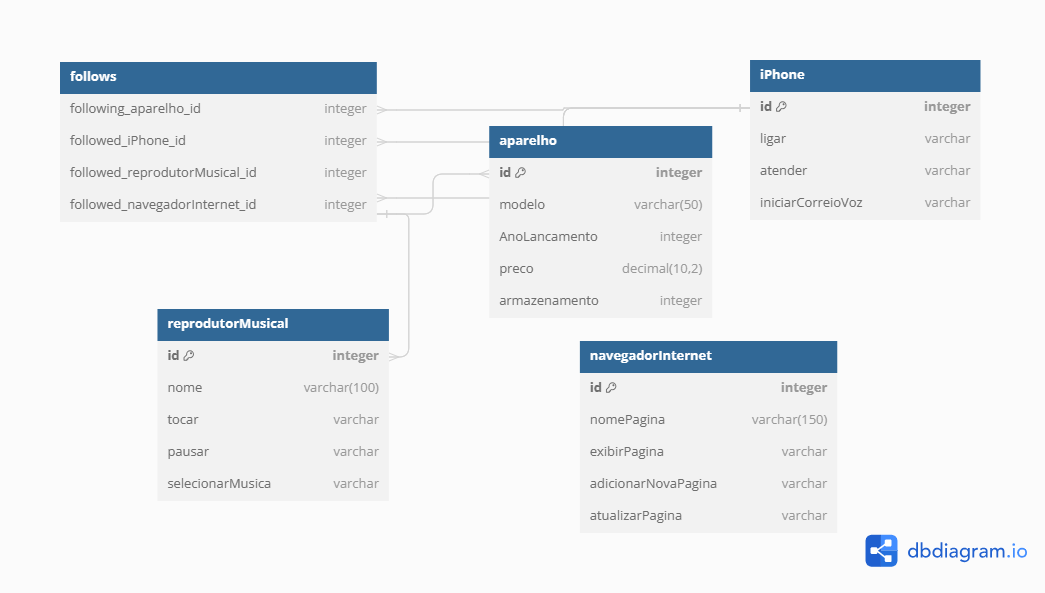 follows
following_aparelho_id integer
followed_iPhone_id integer
followed_reprodutorMusical_id integer
followed_navegadorInternet_id integer
iPhone
id integer
ligar varchar
atender varchar
iniciarCorreioVoz varchar
aparelho
id integer
modelo varchar(50)
AnoLancamento integer
preco decimal(10,2)
armazenamento integer
reprodutorMusical
id integer
nome varchar(100)
tocar varchar
pausar varchar
selecionarMusica varchar
navegadorInternet
id integer
nomePagina varchar(150)
exibirPagina varchar
adicionarNovaPagina varchar
atualizarPagina varchar
dbdiagram.io